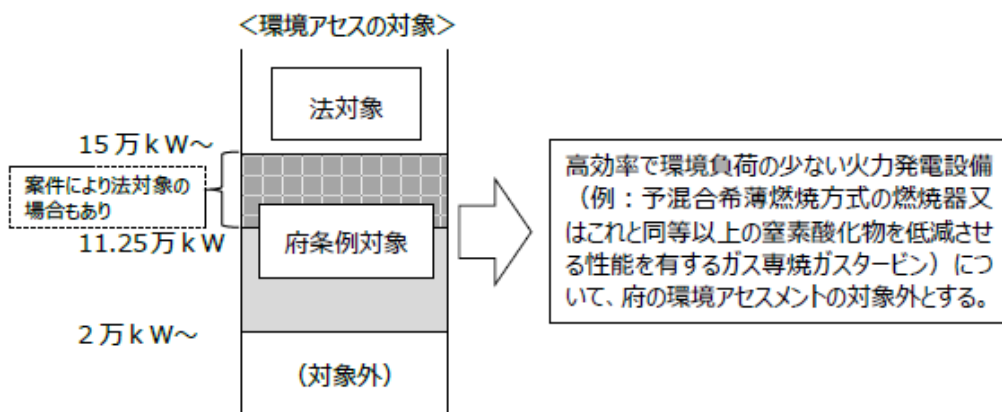 ＜環境アセスの対象＞
法対象
15万ｋW～
案件により法対象の
場合もあり
11.25万ｋW
府条例対象
2万ｋW～
（対象外）
高効率で環境負荷の少ない火力発電設備
（例：予混合希薄燃焼方式の燃焼器又
はこれと同等以上の窒素酸化物を低減させ
る性能を有するガス専焼ガスタービン）につ
いて、府の環境アセスメントの対象外とする。